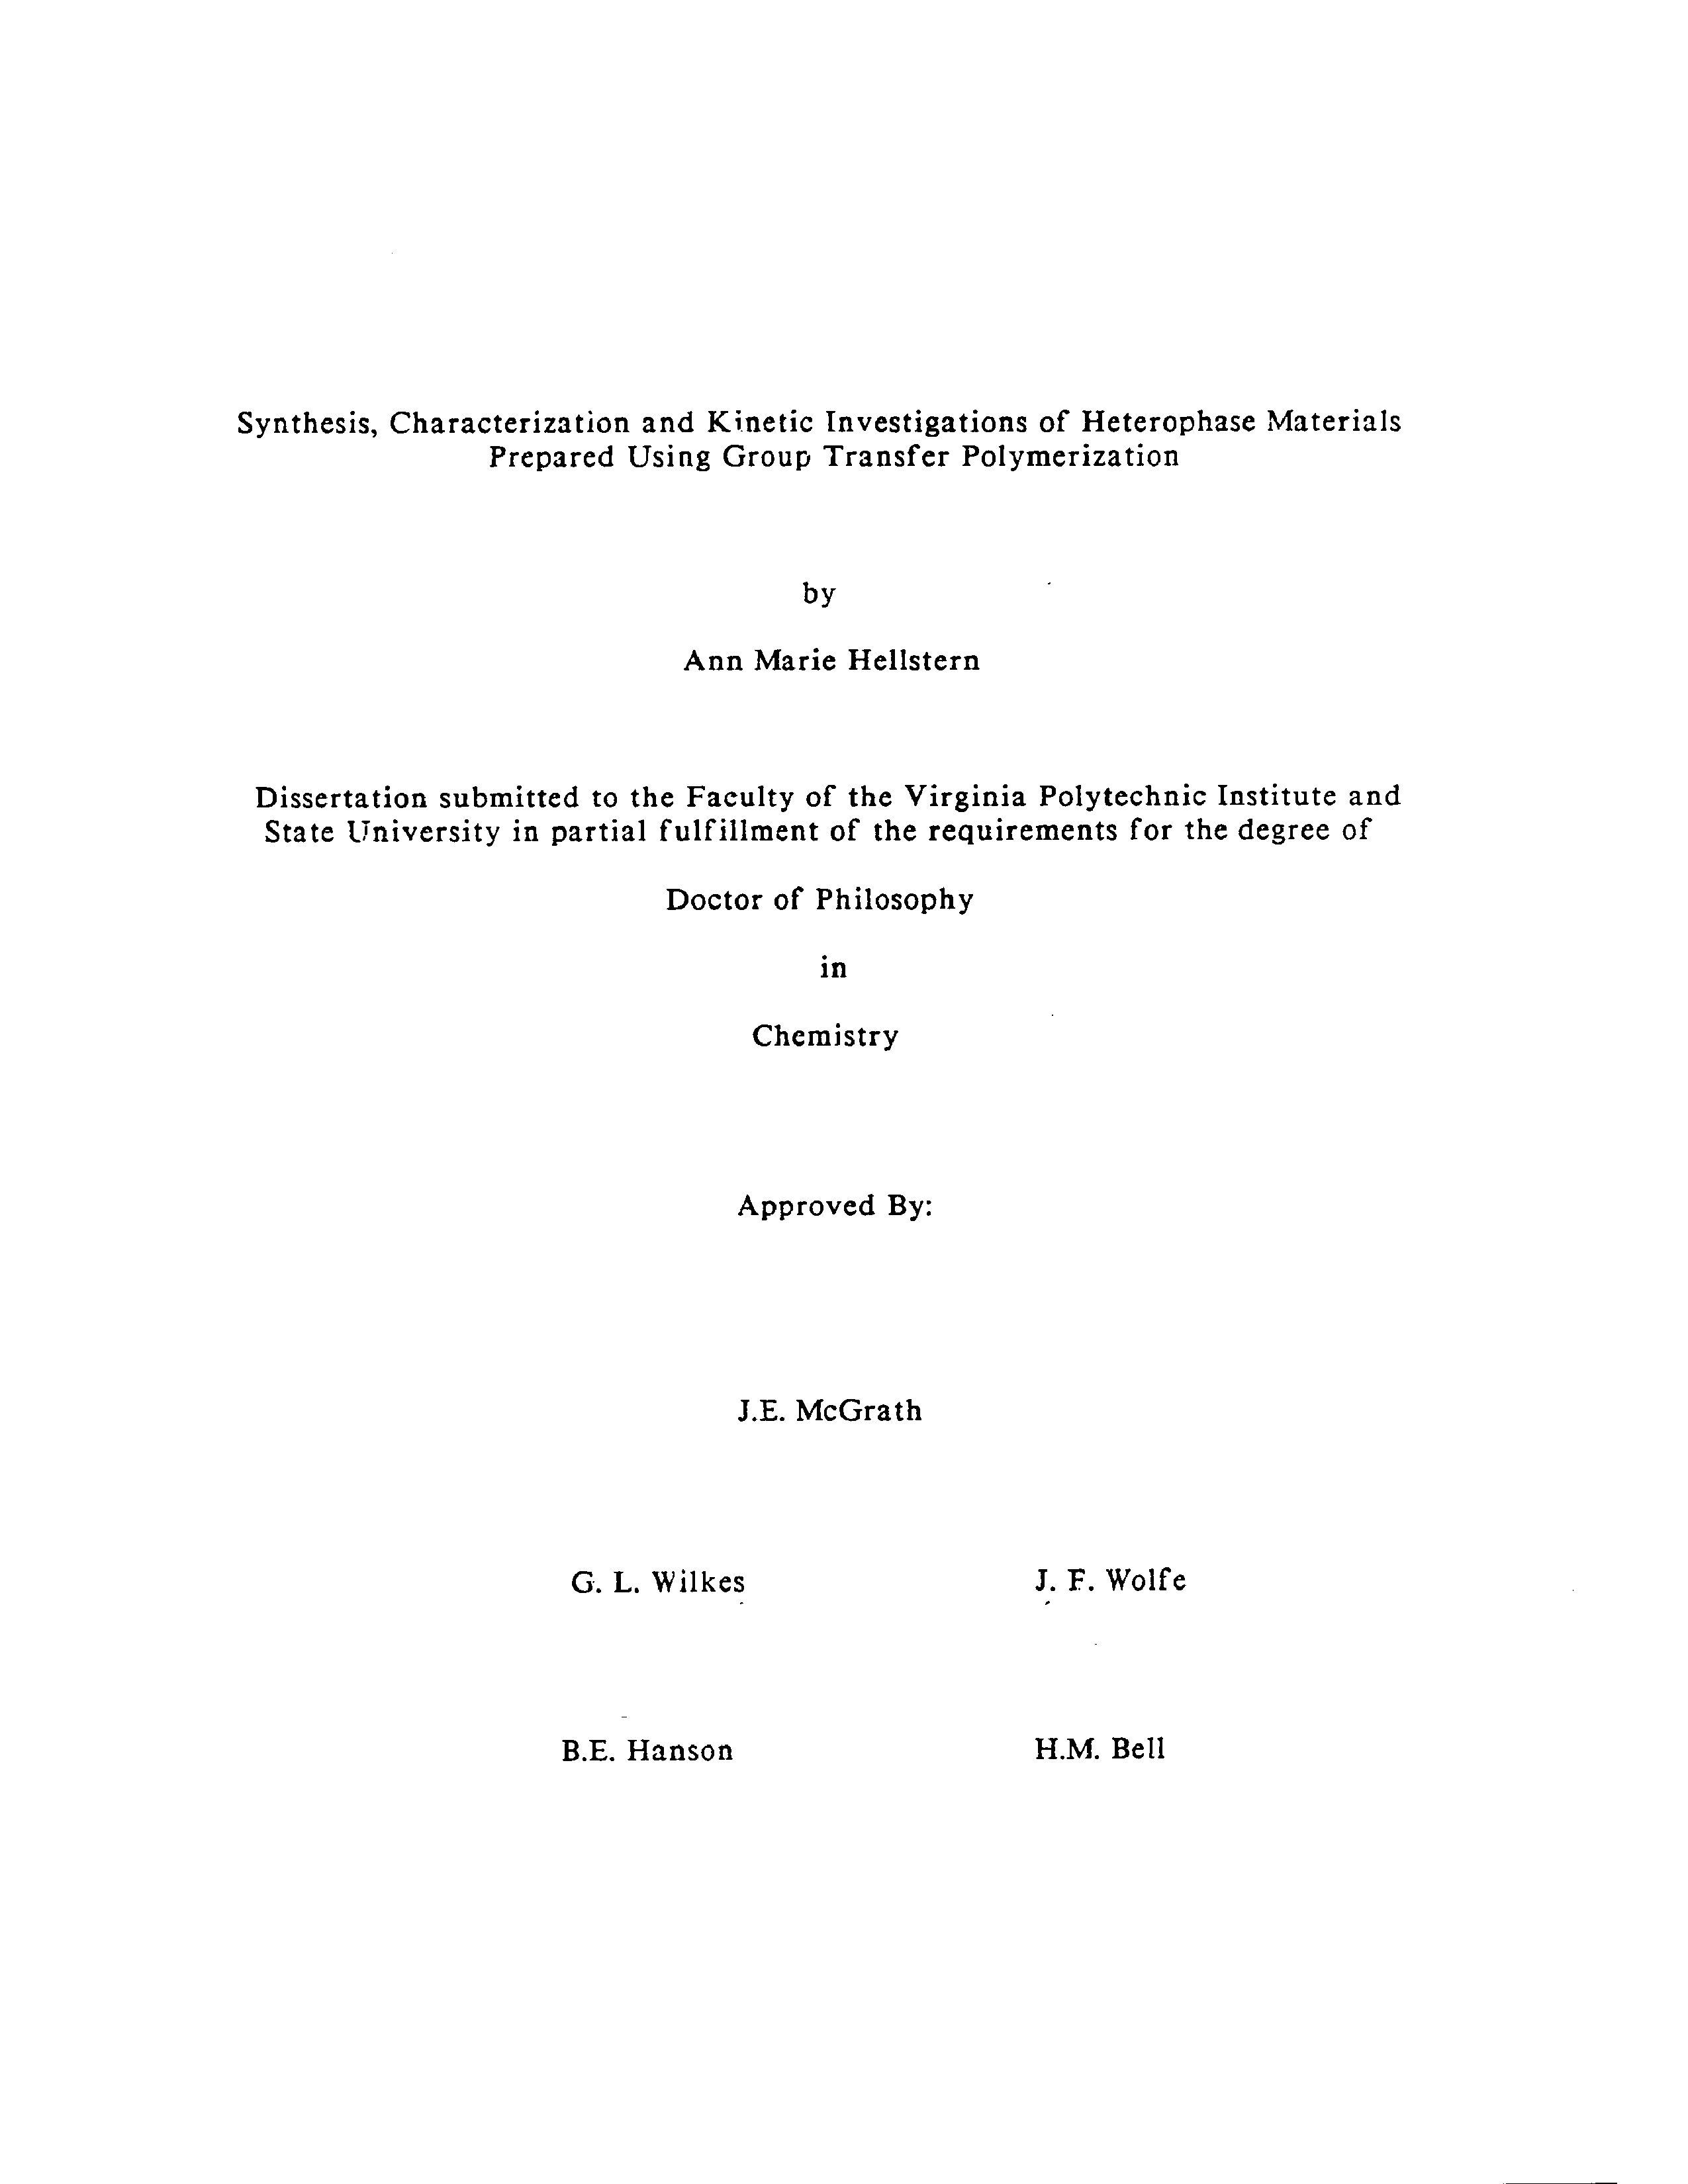 Synthesis, Characterization and Kinetic Investigations of Heterophase Materials
Prepared Using Group Transfer Polymerization
by
Ann Marie Hellstern
Dissertation submitted to the Faculty of the Virginia Polytechnic Institute and
State University in partial fulfillment of the requirements for the degree of
Doctor of Philosophy
in
Chemistry
Approved By:
J.E. McGrath
G. L. Wilkes J. F. Wolfe
B.E. Hanson H.M. Bell